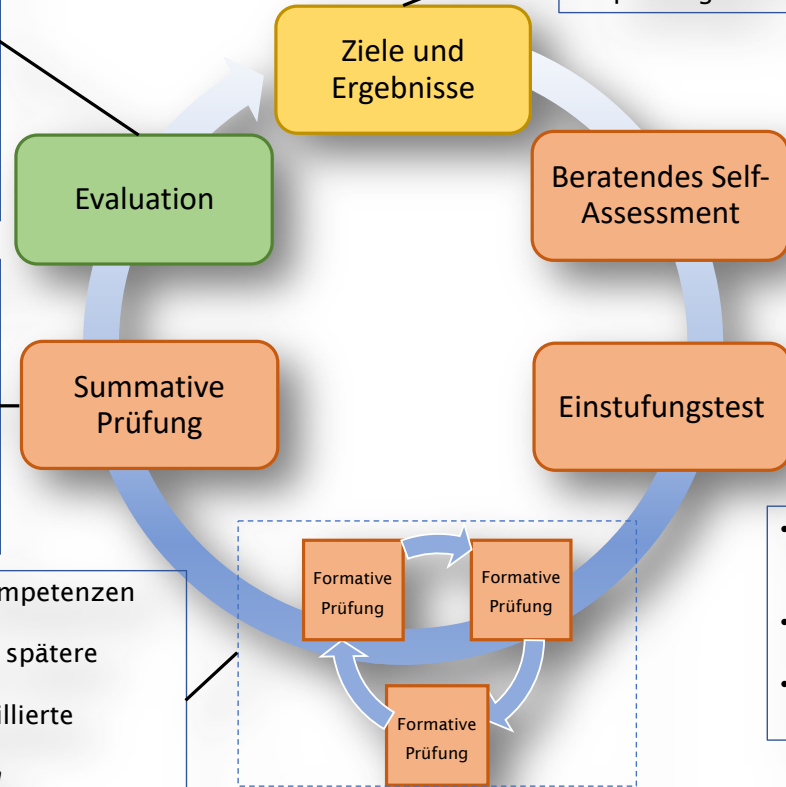 Ziele und
Ergebnisse
Beratendes Self-
Assessment
Evaluation
Einstufungstest
Summative
Prüfung
Formative
Prüfung
Formative
Prüfung
Formative
Prüfung
mpetenzen
spätere
illierte